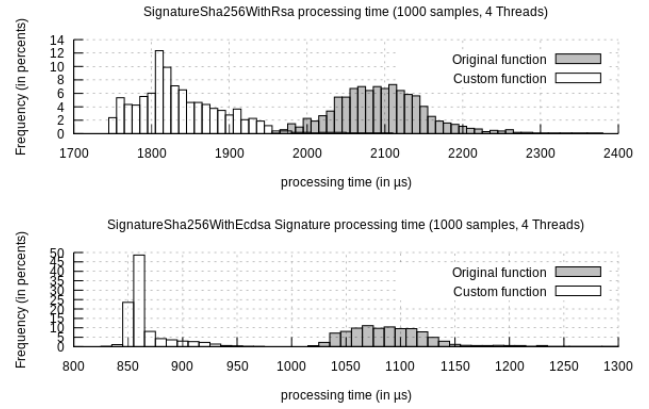 SignatureSha256WithRsa processing time (1000 samples, 4 Threads)
Frequency (in percents)
14
12
10
8
6
4
2
0
Original function
Custom function
1700 1800 1900 2000 2100 2200 2300 2400
processing time (in µs)
SignatureSha256WithEcdsa Signature processing time (1000 samples, 4 Threads)
Frequency (in percents)
50
45
40
35
30
25
20
15
10
5
0
Original function
Custom function
800 850 900 950 1000 1050 1100 1150 1200 1250 1300
processing time (in µs)